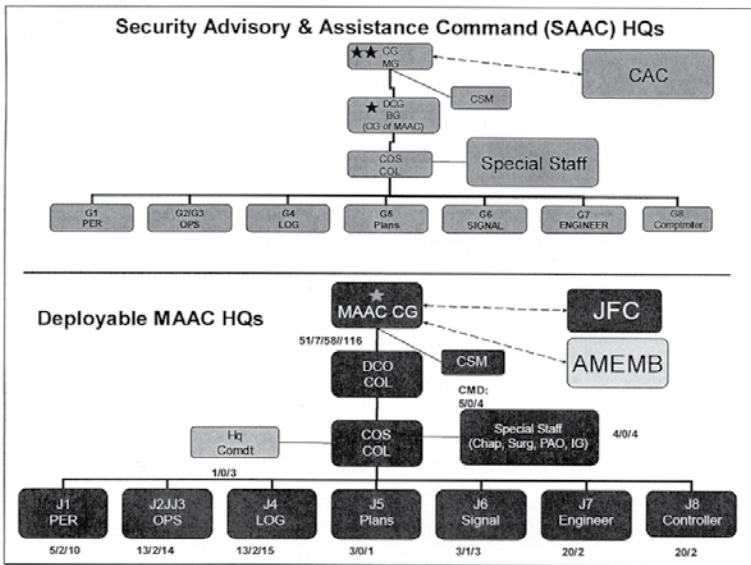 Security Advisory & Assistance Command (SAAC) HQs
CG
MG
CAC
CSM
DCG
BG
(CG of MAAC)
COS
COL
Special Staff
G1
PER
G2/G3
OPS
G4
LOG
G5
Plans
G6
SIGNAL
G7
ENGINEER
G8
Comptroller
Deployable MAAC HQs
MAAC CG
JFC
51/7/58//116
AMEMB
CSM
DCO
COL
CMD:
5/0/4
Hq
Comdt
COS
COL
Special Staff
(Chap, Surg, PAO, IG)
4/0/4
1/0/3
J1
PER
J2JJ3
OPS
J4
LOG
J5
Plans
J6
Signal
J7
Engineer
J8
Controller
5/2/10
13/2/14
13/2/15
3/0/1
3/1/3
20/2
20/2